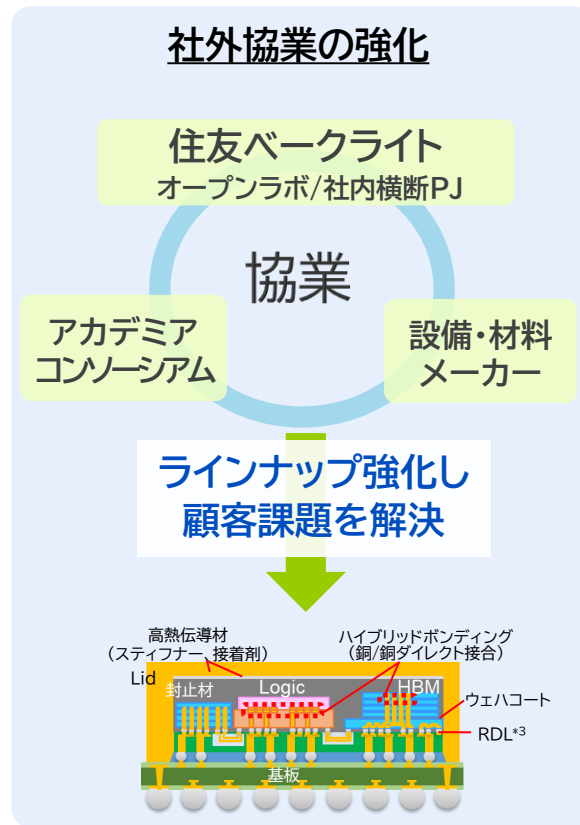 社外協業の強化
住友ベークライト
オープンラボ/社内横断PJ
協業
アカデミア
コンソーシアム
設備・材料
メーカー
ラインナップ強化し
顧客課題を解決
高熱伝導材
(スティフナー、接着剤)
ハイブリッドボンディング
(銅/銅ダイレクト接合)
Lid
封止材
Logic
HBM
ウェハコート
RDL*3
基板